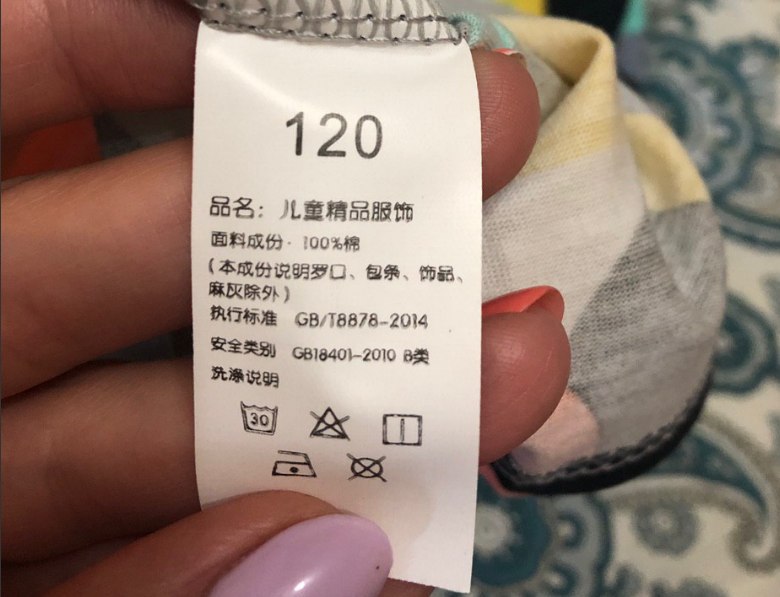 120
品名：儿童精品服饰
面料成份·100%棉
(本成份说明罗口、包条、饰品、
麻灰除外)
执行标准 GB/T8878-2014
安全类别 GB18401-2010 B类
洗涤说明
30